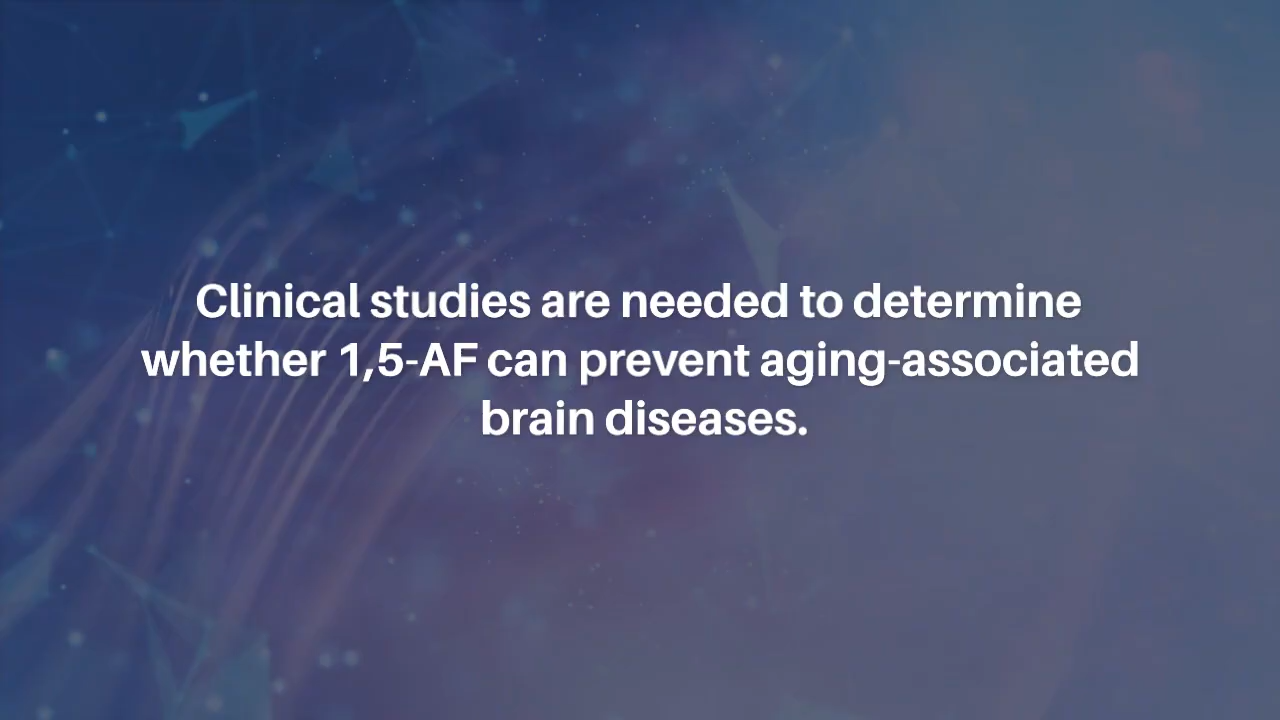 Clinical studies are needed to determine
whether 1,5-AF can prevent aging-associated
brain diseases.